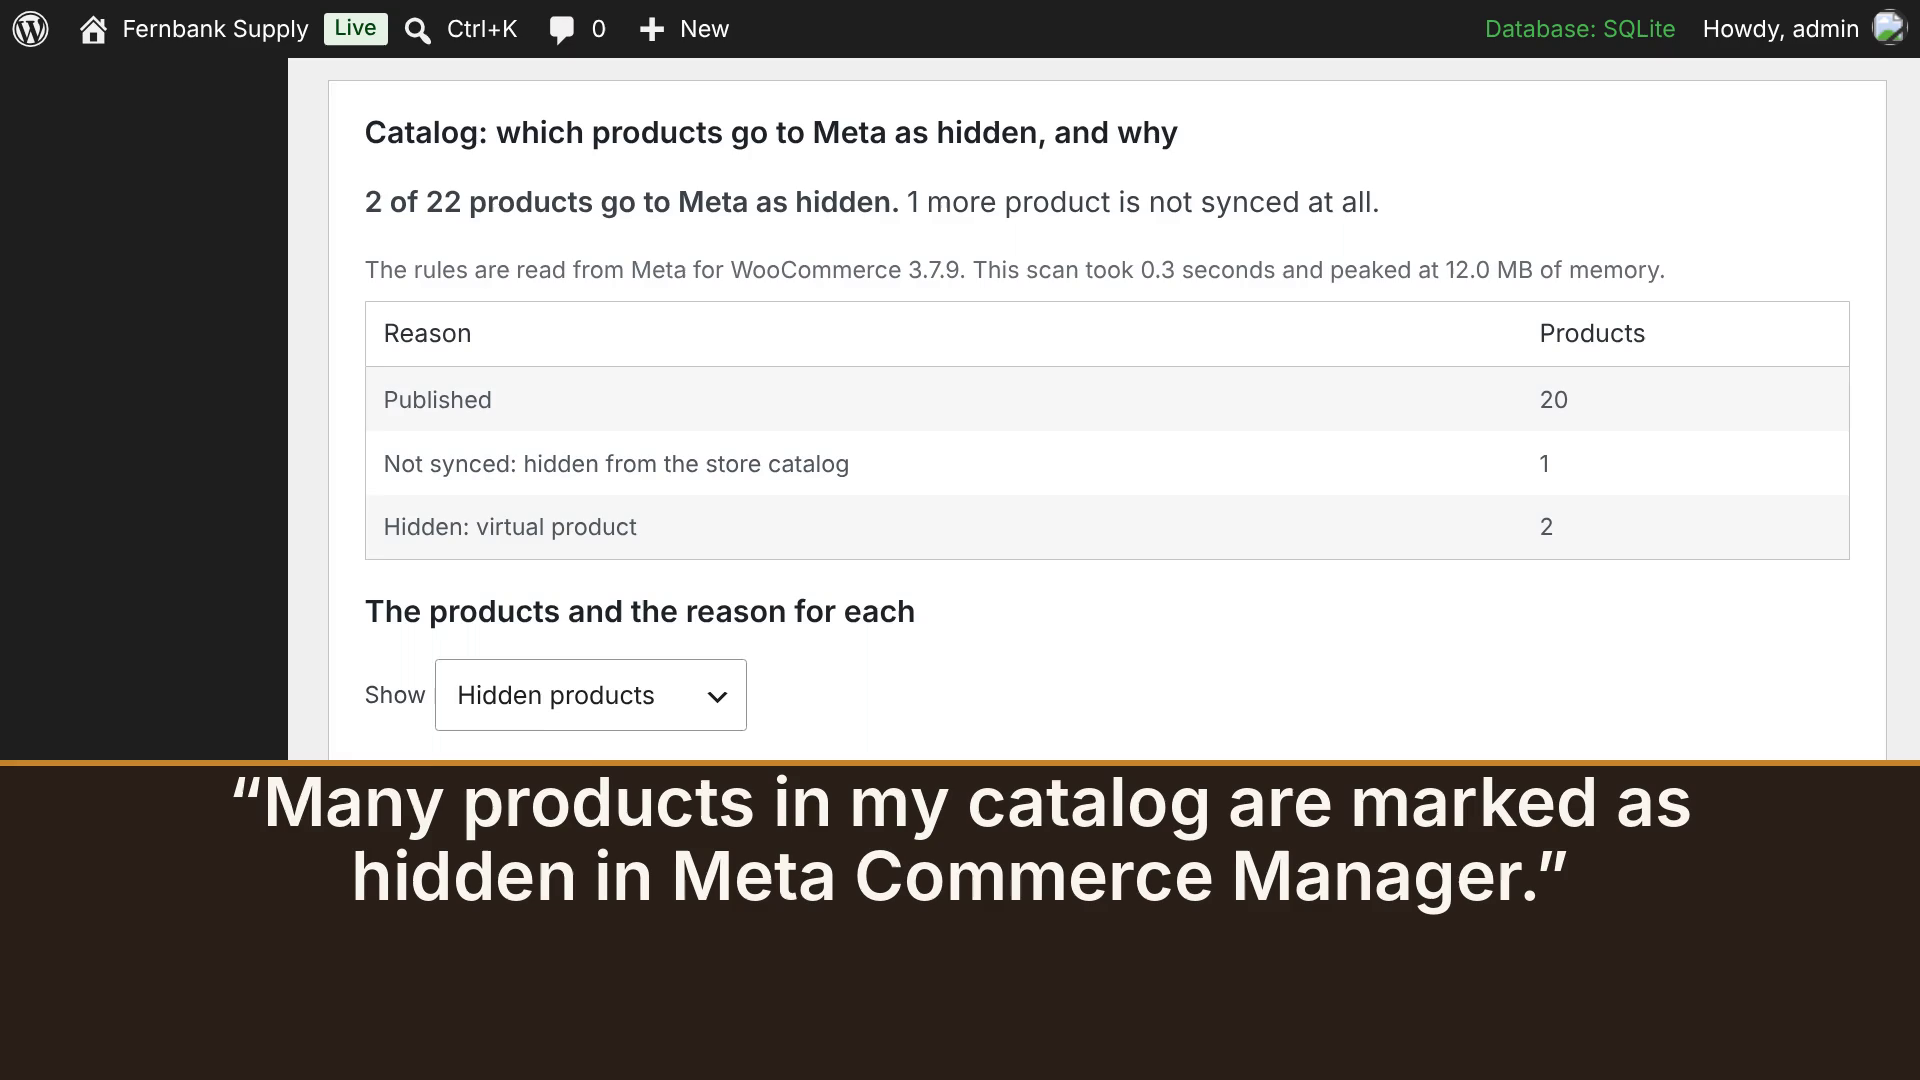 Fernbank Supply Live Ctrl+K 0 New Database: SQLite Howdy, admin
Catalog: which products go to Meta as hidden, and why
2 of 22 products go to Meta as hidden. 1 more product is not synced at all.
The rules are read from Meta for WooCommerce 3.7.9. This scan took 0.3 seconds and peaked at 12.0 MB of memory.
Reason Products
Published 20
Not synced: hidden from the store catalog 1
Hidden: virtual product 2
The products and the reason for each
Show Hidden products
“Many products in my catalog are marked as
hidden in Meta Commerce Manager.”